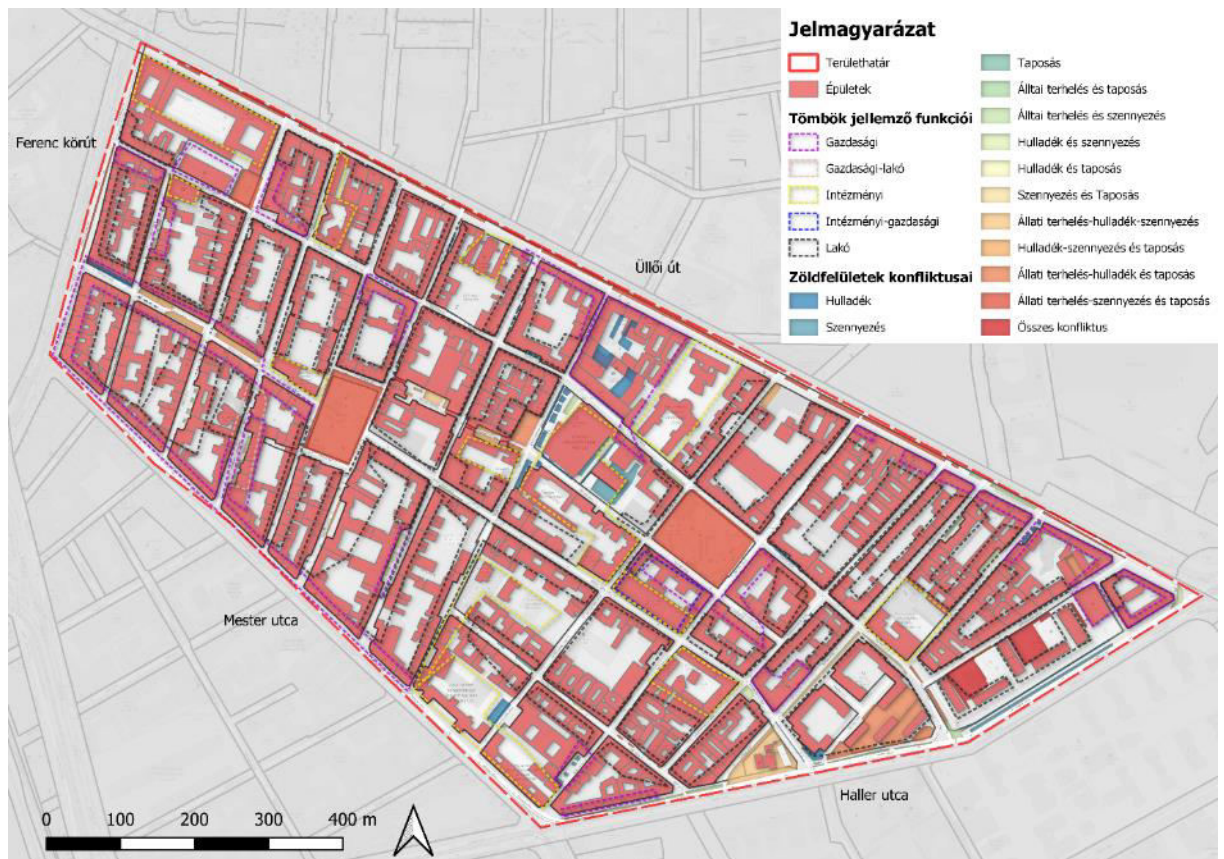 Jelmagyarázat
Területhatár
Épületek
Tömbök jellemző funkciói
Gazdasági
Gazdasági-lakó
Intézményi
Intézményi-gazdasági
Lakó
Zöldfelületek konfliktusai
Hulladék
Szennyezés
Taposás
Álltai terhelés és taposás
Álltai terhelés és szennyezés
Hulladék és szennyezés
Hulladék és taposás
Szennyezés és Taposás
Állati terhelés-hulladék-szennyezés
Hulladék-szennyezés és taposás
Állati terhelés-hulladék és taposás
Állati terhelés-szennyezés és taposás
Összes konfliktus
Ferenc körút
Üllői út
Mester utca
Haller utca
0 100 200 300 400 m